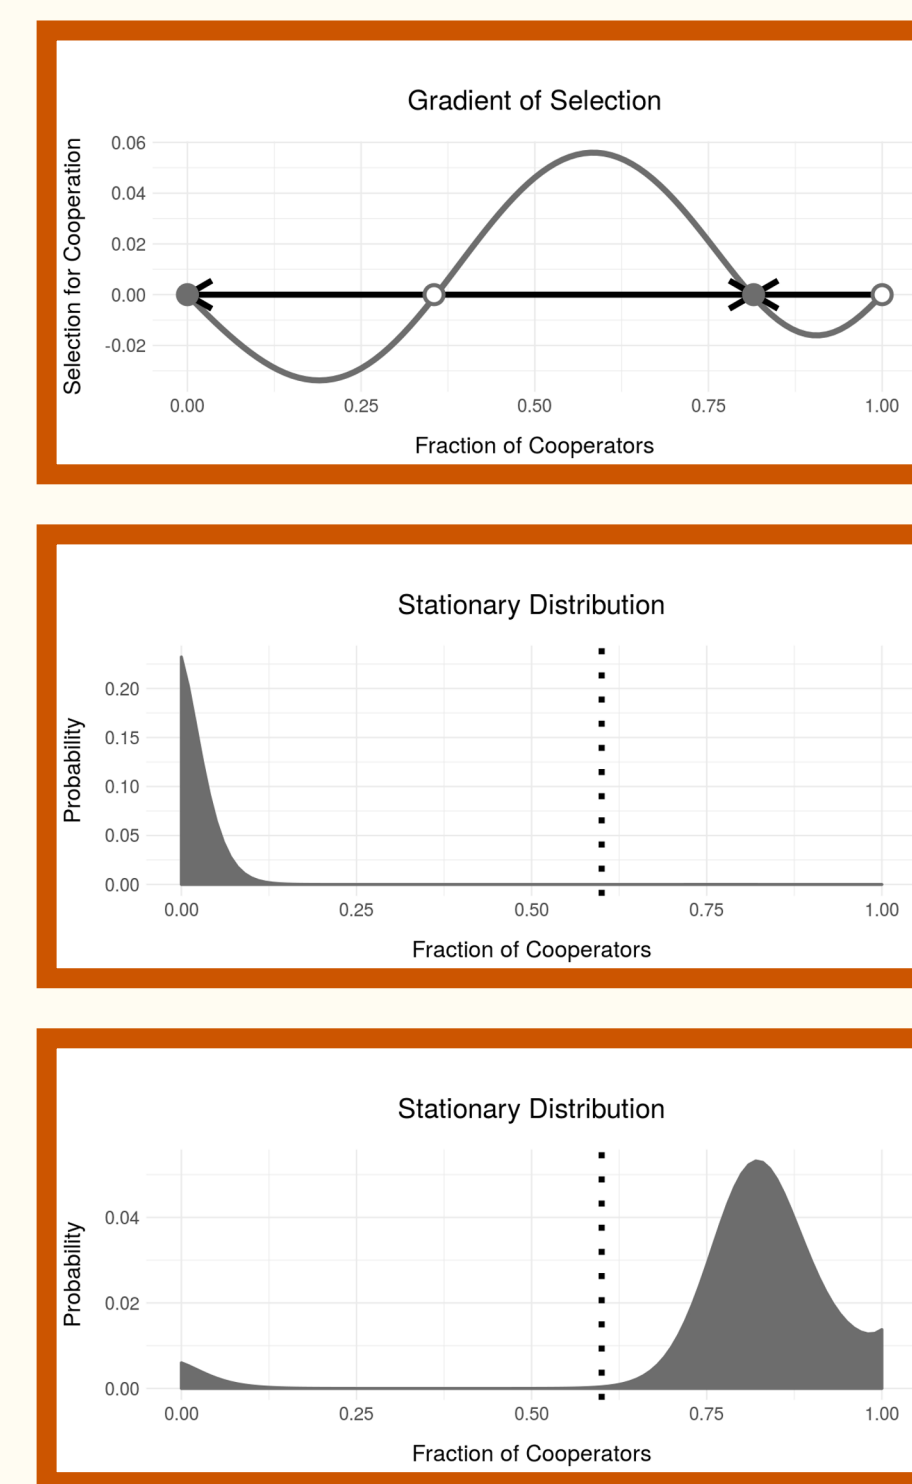 Gradient of Selection
Selection for Cooperation
0.06
0.04
0.02
0.00
-0.02
0.00 0.25 0.50 0.75 1.00
Fraction of Cooperators
Stationary Distribution
Probability
0.20
0.15
0.10
0.05
0.00
0.00 0.25 0.50 0.75 1.00
Fraction of Cooperators
Stationary Distribution
Probability
0.04
0.02
0.00
0.00 0.25 0.50 0.75 1.00
Fraction of Cooperators